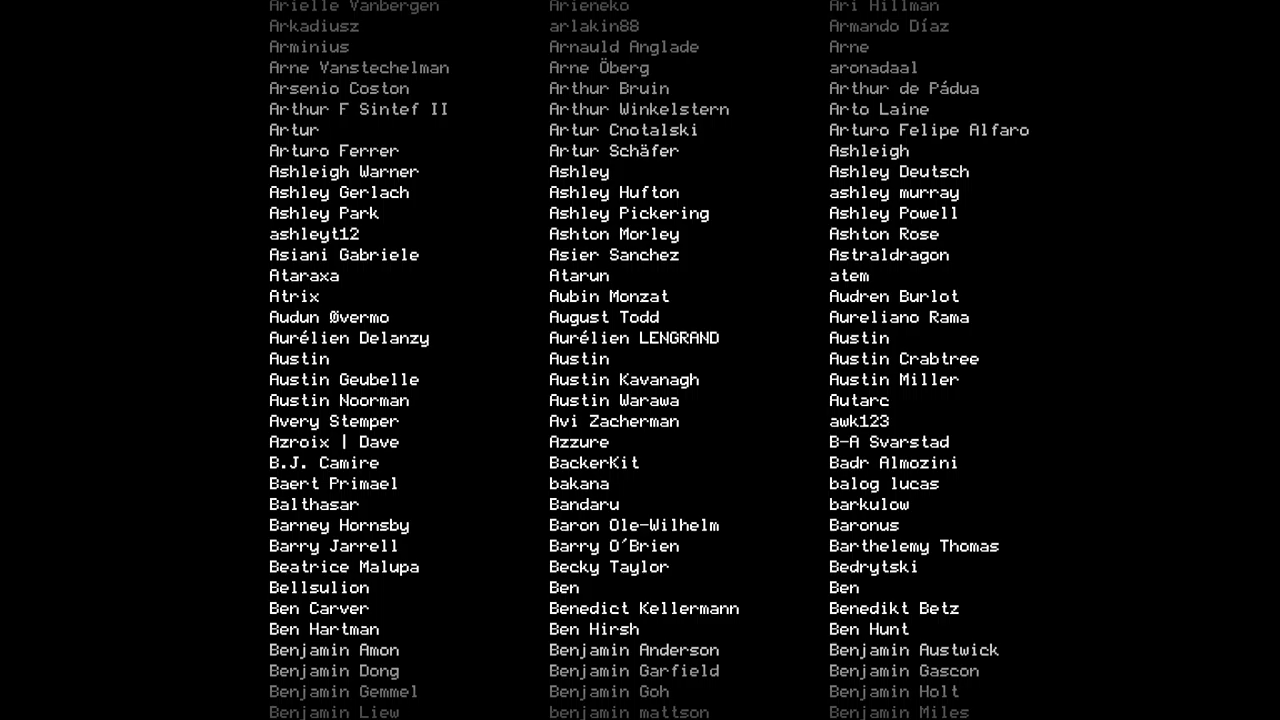 Arielle Vanbergen Arieneko Ari Hillman
Arkadiusz arlakin88 Armando Díaz
Arminius Arnauld Anglade Arne
Arne Vanstechelman Arne Öberg aronadaal
Arsenio Coston Arthur Bruin Arthur de Pádua
Arthur F Sintef II Arthur Winkelstern Arto Laine
Artur Artur Cnotalski Arturo Felipe Alfaro
Arturo Ferrer Artur Schäfer Ashleigh
Ashleigh Warner Ashley Ashley Deutsch
Ashley Gerlach Ashley Hufton ashley murray
Ashley Park Ashley Pickering Ashley Powell
ashleyt12 Ashton Morley Ashton Rose
Asiani Gabriele Asier Sanchez Astraldragon
Ataraxa Atarun atem
Atrix Aubin Monzat Audren Burlot
Audun Øvermo August Todd Aureliano Rama
Aurélien Delanzy Aurélien LENGRAND Austin
Austin Austin Austin Crabtree
Austin Geubelle Austin Kavanagh Austin Miller
Austin Noorman Austin Warawa Autarc
Avery Stemper Avi Zacherman awk123
Azroix | Dave Azzure B-A Svarstad
B.J. Camire BackerKit Badr Almozini
Baert Primael bakana balog lucas
Balthasar Bandaru barkulow
Barney Hornsby Baron Ole-Wilhelm Baronus
Barry Jarrell Barry O´Brien Barthelemy Thomas
Beatrice Malupa Becky Taylor Bedrytski
Bellsulion Ben Ben
Ben Carver Benedict Kellermann Benedikt Betz
Ben Hartman Ben Hirsh Ben Hunt
Benjamin Amon Benjamin Anderson Benjamin Austwick
Benjamin Dong Benjamin Garfield Benjamin Gascon
Benjamin Gemmel Benjamin Goh Benjamin Holt
Benjamin Liew benjamin mattson Benjamin Miles